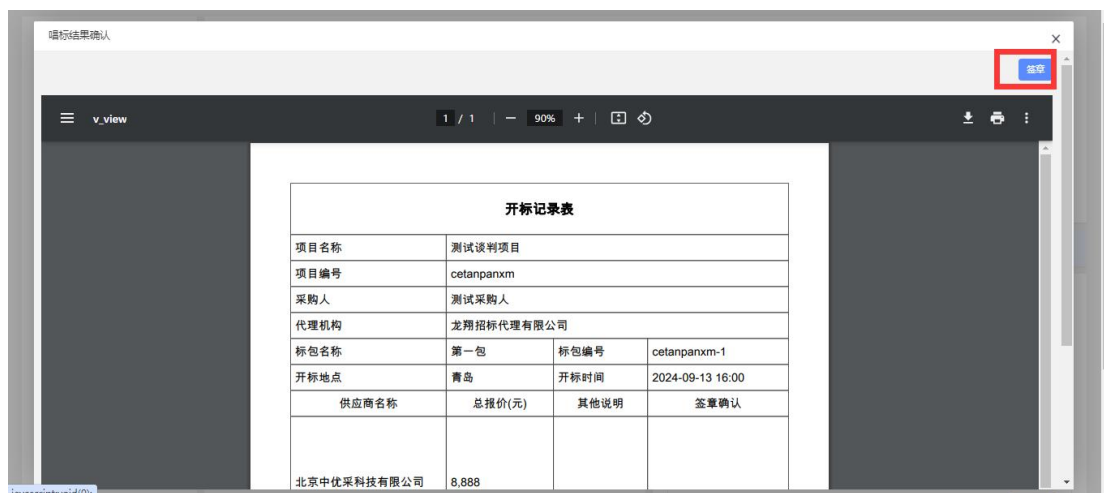 唱标结果确认
签章
v_view 1 / 1 90%
开标记录表
项目名称 测试谈判项目
项目编号 cetanpanxm
采购人 测试采购人
代理机构 龙翔招标代理有限公司
标包名称 第一包 标包编号 cetanpanxm-1
开标地点 青岛 开标时间 2024-09-13 16:00
供应商名称 总报价(元) 其他说明 签章确认
北京中优采科技有限公司 8,888